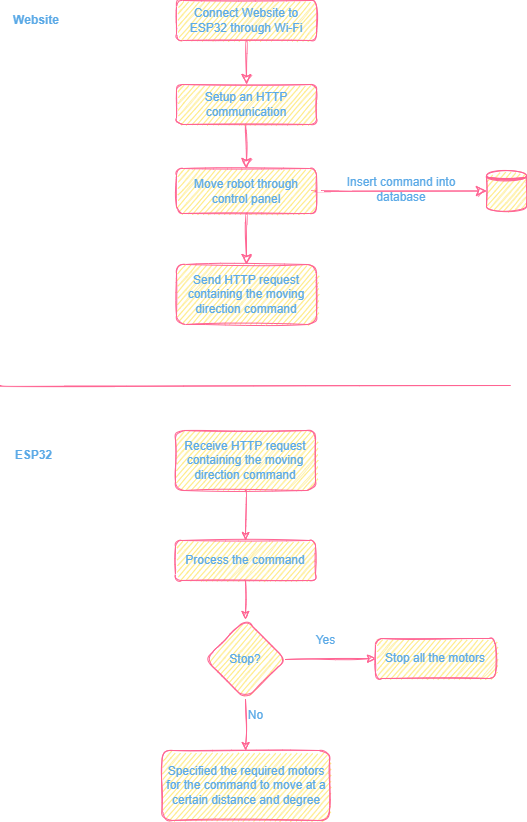 Website
Connect Website to
ESP32 through Wi-Fi
Setup an HTTP
communication
Move robot through
control panel
Insert command into
database
Send HTTP request
containing the moving
direction command
ESP32
Receive HTTP request
containing the moving
direction command
Process the command
Stop?
Yes
Stop all the motors
No
Specified the required motors
for the command to move at a
certain distance and degree